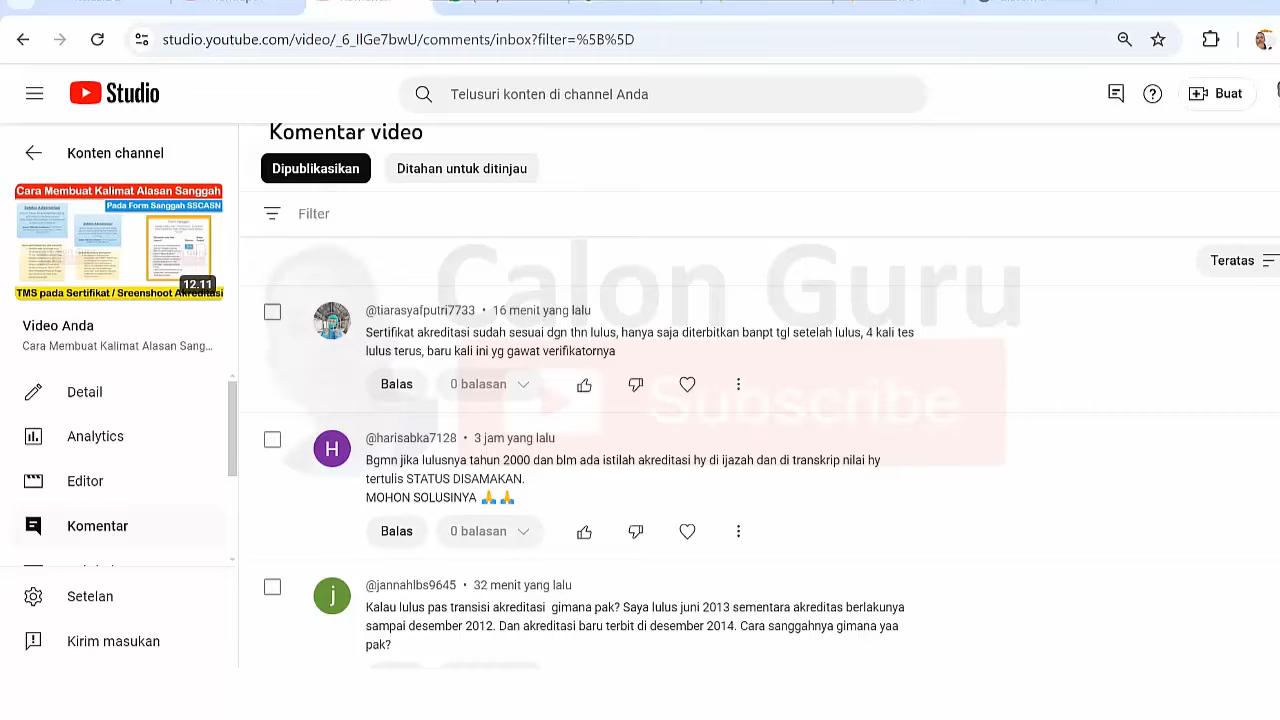 studio.youtube.com/video/_6_IlGe7bwU/comments/inbox?filter=%5B%5D
Studio
Telusuri konten di channel Anda
Buat
Konten channel
Cara Membuat Kalimat Alasan Sanggah
Pada Form Sanggah SSCASN
12.11
TMS pada Sertifikat / Sreenshoot Akreditasi
Video Anda
Cara Membuat Kalimat Alasan Sang...
Detail
Analytics
Editor
Komentar
Setelan
Kirim masukan
Komentar video
Dipublikasikan
Ditahan untuk ditinjau
Filter
Teratas
Calon Guru
Subscribe
@tiarasyafputri7733 • 16 menit yang lalu
Sertifikat akreditasi sudah sesuai dgn thn lulus, hanya saja diterbitkan banpt tgl setelah lulus, 4 kali tes
lulus terus, baru kali ini yg gawat verifikatornya
Balas
0 balasan
H
@harisabka7128 • 3 jam yang lalu
Bgmn jika lulusnya tahun 2000 dan blm ada istilah akreditasi hy di ijazah dan di transkrip nilai hy
tertulis STATUS DISAMAKAN.
MOHON SOLUSINYA 🙏🙏
Balas
0 balasan
j
@jannahlbs9645 • 32 menit yang lalu
Kalau lulus pas transisi akreditasi gimana pak? Saya lulus juni 2013 sementara akreditas berlakunya
sampai desember 2012. Dan akreditasi baru terbit di desember 2014. Cara sanggahnya gimana yaa
pak?